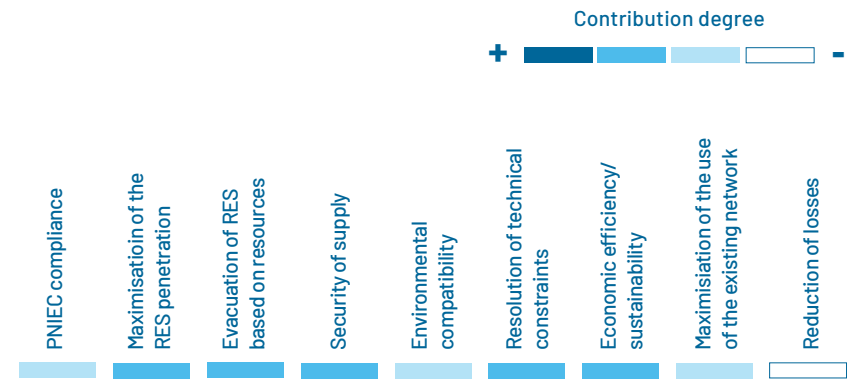 Contribution degree
+ -
PNIEC compliance
Maximisatioin of the
RES penetration
Evacuation of RES
based on resources
Security of supply
Environmental
compatibility
Resolution of technical
constraints
Economic efficiency/
sustainability
Maximisiation of the use
of the existing network
Reduction of losses